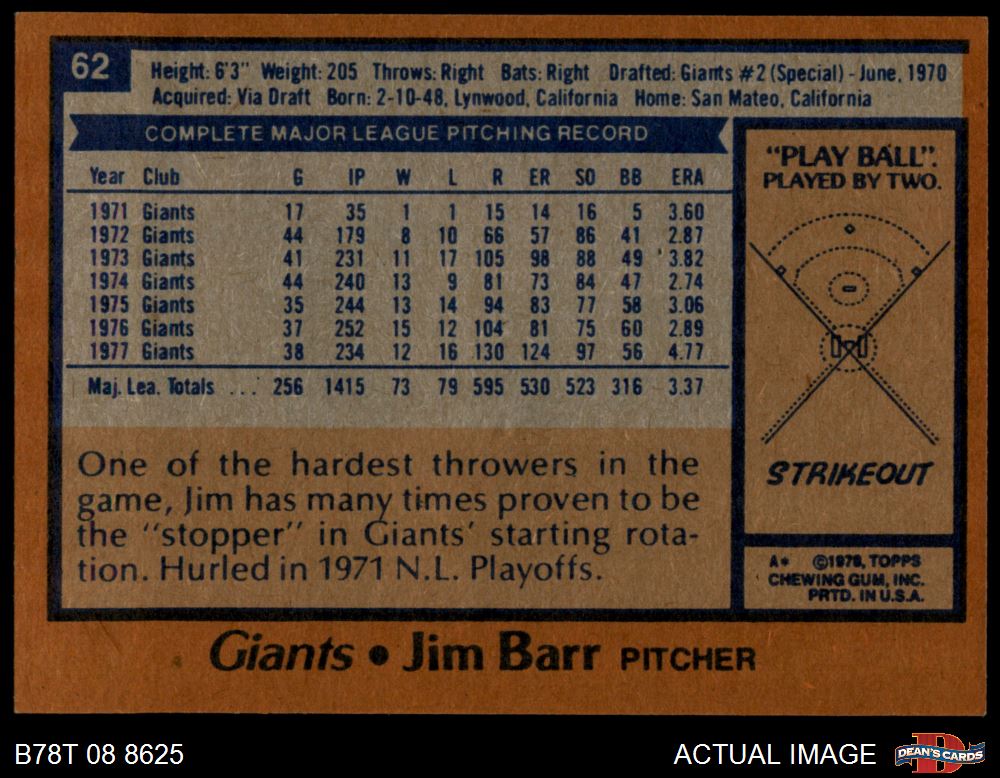 62
Height: 6'3" Weight: 205 Throws: Right Bats: Right Drafted: Giants #2 (Special) - June, 1970
Acquired: Via Draft Born: 2-10-48, Lynwood, California Home: San Mateo, California
COMPLETE MAJOR LEAGUE PITCHING RECORD
Year Club G IP W L R ER SO BB ERA
1971 Giants 17 35 1 1 15 14 16 5 3.60
1972 Giants 44 179 8 10 66 57 86 41 2.87
1973 Giants 41 231 11 17 105 98 88 49 3.82
1974 Giants 44 240 13 9 81 73 84 47 2.74
1975 Giants 35 244 13 14 94 83 77 58 3.06
1976 Giants 37 252 15 12 104 81 75 60 2.89
1977 Giants 38 234 12 16 130 124 97 56 4.77
Maj. Lea. Totals ... 256 1415 73 79 595 530 523 316 3.37
One of the hardest throwers in the
game, Jim has many times proven to be
the "stopper" in Giants' starting rota-
tion. Hurled in 1971 N.L. Playoffs.
"PLAY BALL".
PLAYED BY TWO.
STRIKEOUT
A* ©1978, TOPPS
CHEWING GUM, INC.
PRTD. IN U.S.A.
Giants • Jim Barr PITCHER
B78T 08 8625
ACTUAL IMAGE
DEAN'S CARDS